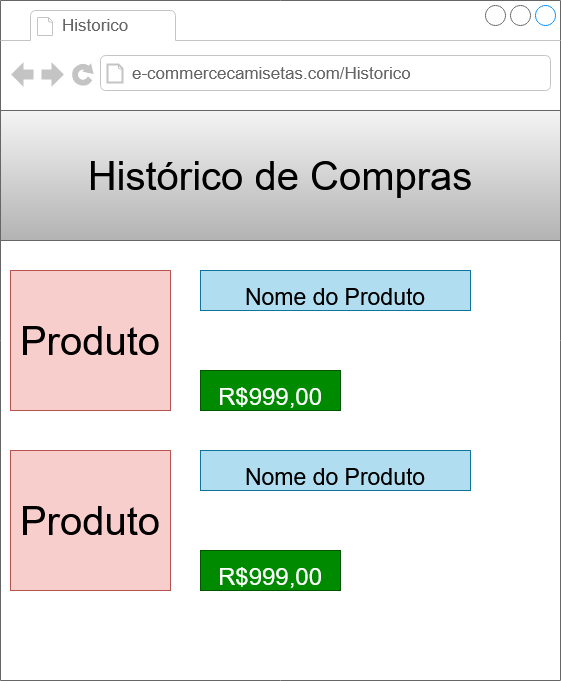 Historico
e-commercecamisetas.com/Historico
Histórico de Compras
Produto
Nome do Produto
R$999,00
Produto
Nome do Produto
R$999,00